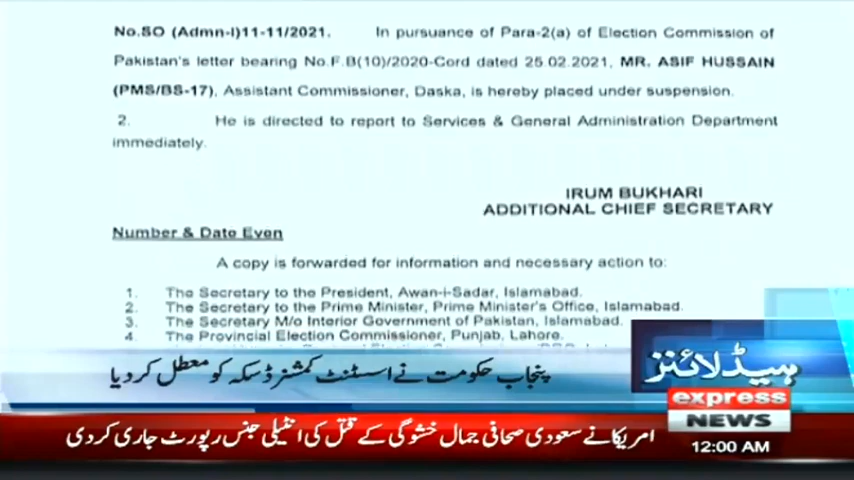 No.SO (Admn-I)11-11/2021. In pursuance of Para-2(a) of Election Commission of
Pakistan's letter bearing No.F.B(10)/2020-Cord dated 25.02.2021, MR. ASIF HUSSAIN
(PMS/BS-17), Assistant Commissioner, Daska, is hereby placed under suspension.
2. He is directed to report to Services & General Administration Department
immediately.
IRUM BUKHARI
ADDITIONAL CHIEF SECRETARY
Number & Date Even
A copy is forwarded for information and necessary action to:
1. The Secretary to the President, Awan-i-Sadar, Islamabad.
2. The Secretary to the Prime Minister, Prime Minister's Office, Islamabad.
3. The Secretary M/o Interior Government of Pakistan, Islamabad.
4. The Provincial Election Commissioner, Punjab, Lahore.
ہیڈلائنز
پنجاب حکومت نے اسسٹنٹ کمشنر ڈسکہ کو معطل کر دیا
express
NEWS
12:00 AM
امریکا نے سعودی صحافی جمال خشوگی کے قتل کی انٹیلی جنس رپورٹ جاری کردی